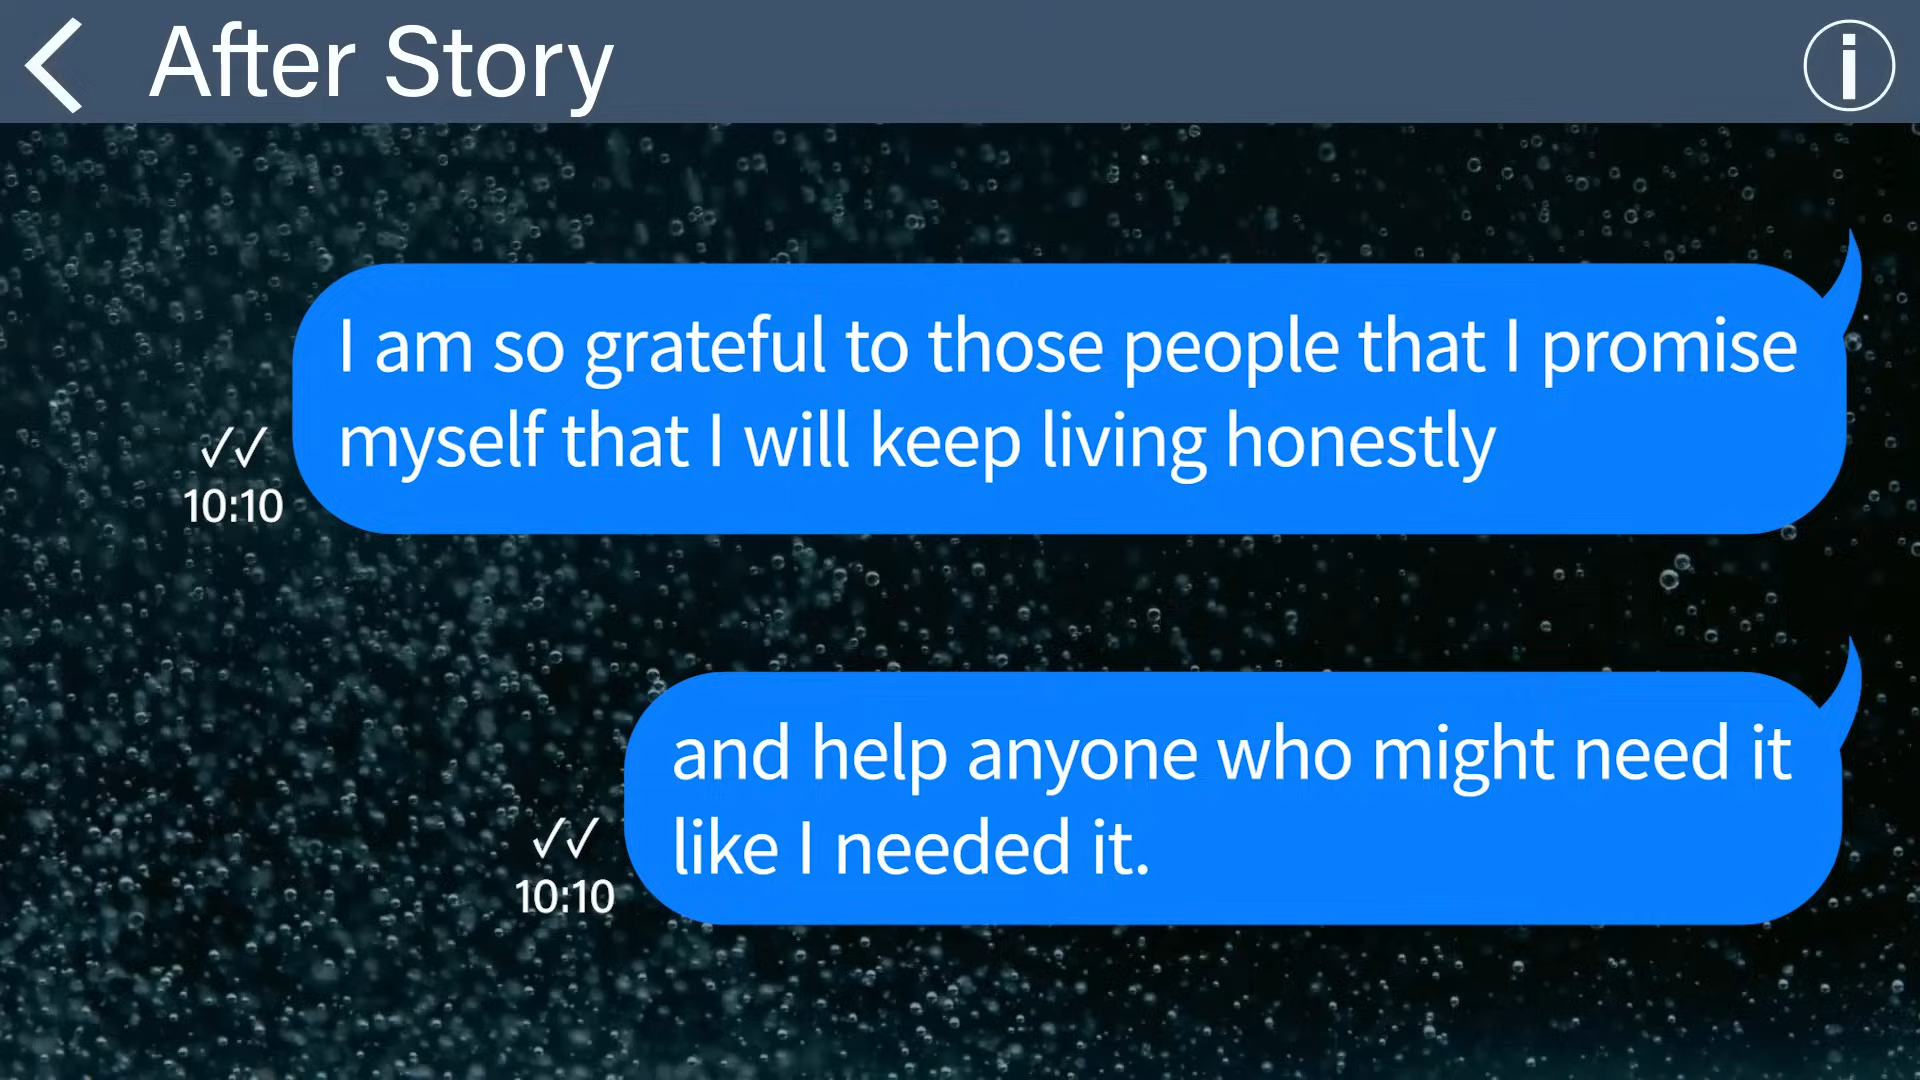 After Story
I am so grateful to those people that I promise
myself that I will keep living honestly
✓✓
10:10
and help anyone who might need it
like I needed it.
✓✓
10:10